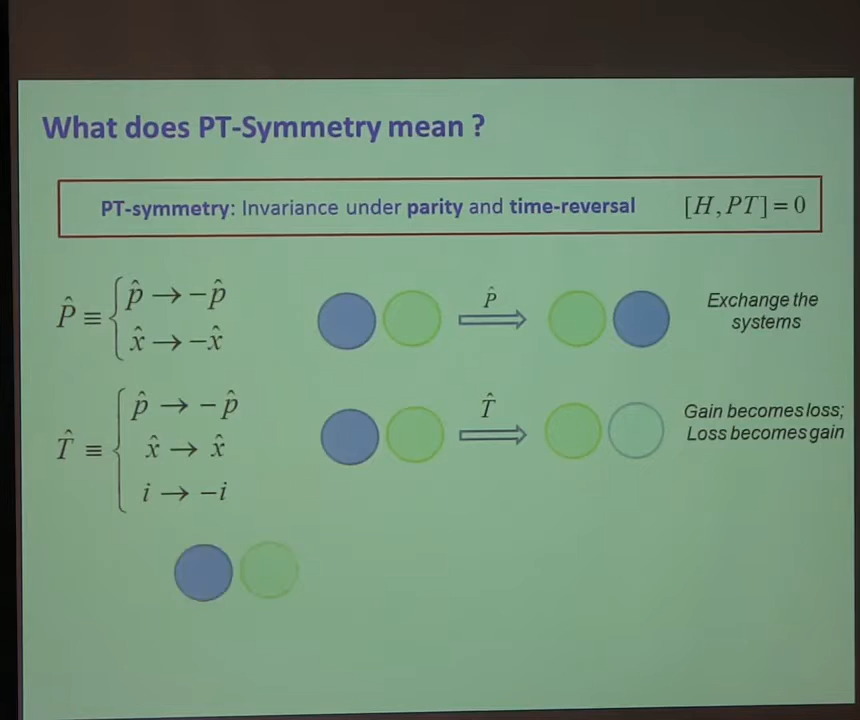 What does PT-Symmetry mean ?
PT-symmetry: Invariance under parity and time-reversal [H,PT]=0
P̂ ≡ { p̂ → −p̂
x̂ → −x̂
P̂
Exchange the
systems
T̂ ≡ { p̂ → −p̂
x̂ → x̂
i → −i
T̂
Gain becomes loss;
Loss becomes gain